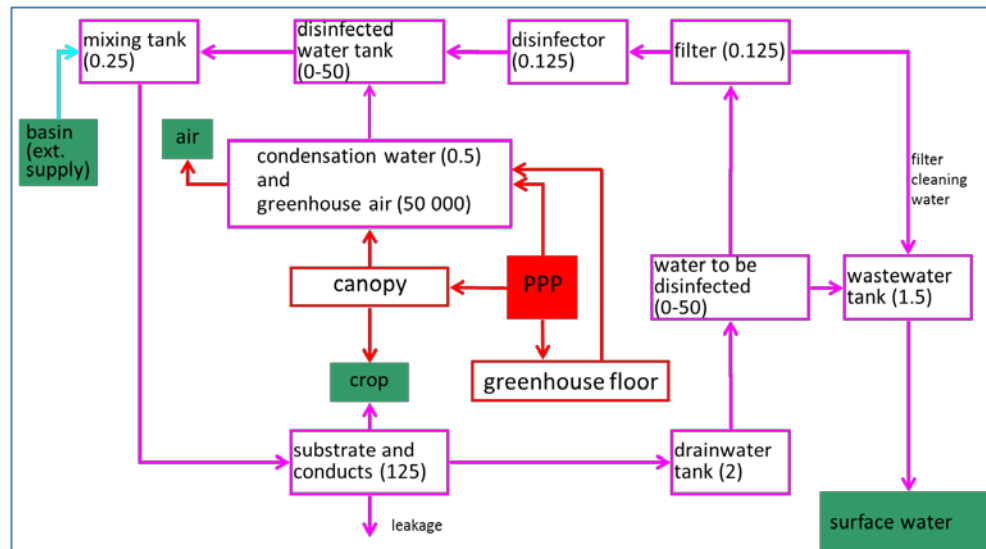 mixing tank
(0.25)
disinfected
water tank
(0-50)
disinfector
(0.125)
filter (0.125)
basin
(ext.
supply)
air
condensation water (0.5)
and
greenhouse air (50 000)
filter
cleaning
water
canopy
PPP
water to be
disinfected
(0-50)
wastewater
tank (1.5)
crop
greenhouse floor
substrate and
conducts (125)
drainwater
tank (2)
leakage
surface water